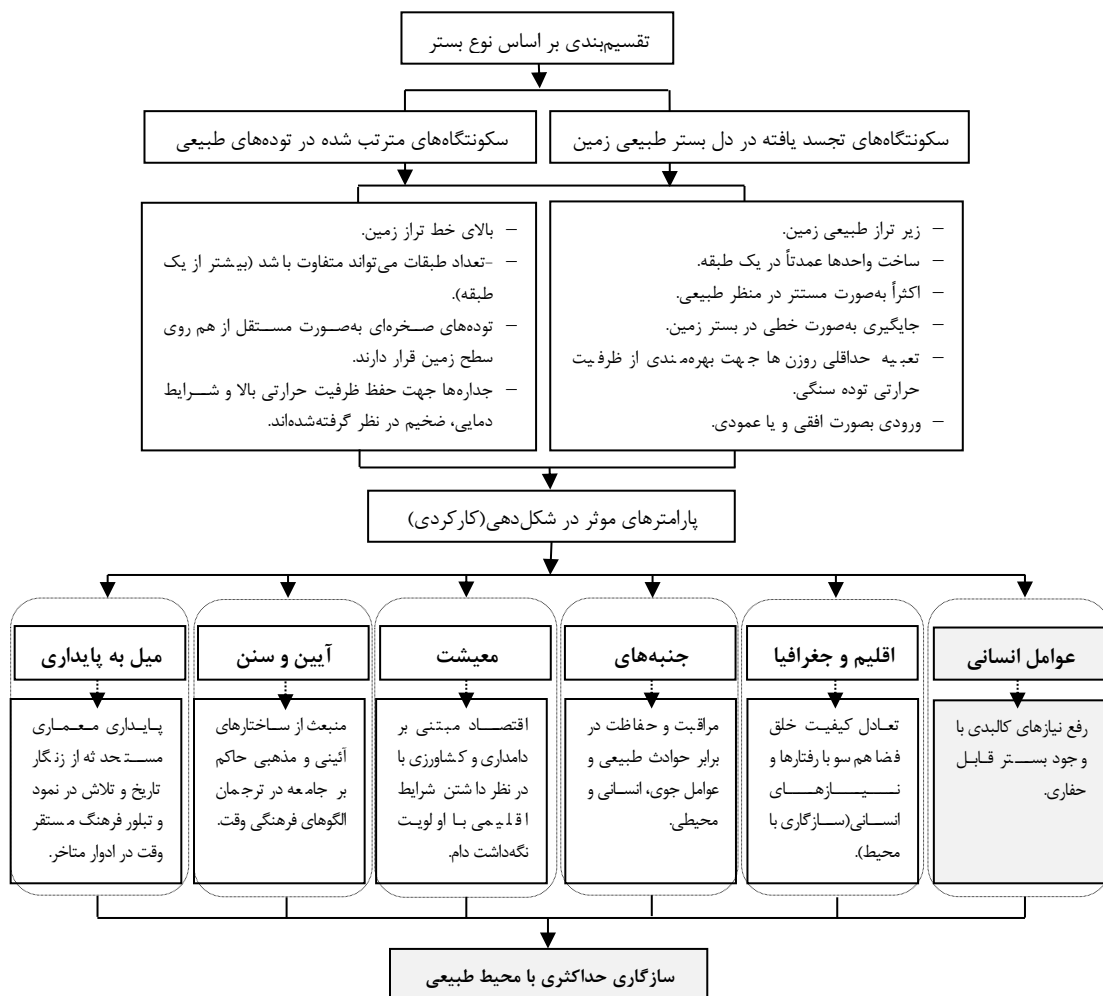 تقسیم‌بندی بر اساس نوع بستر
سکونتگاه‌های تجسد یافته در دل بستر طبیعی زمین
سکونتگاه‌های مترتب شده در توده‌های طبیعی
– زیر تراز طبیعی زمین.
– ساخت واحدها عمدتاً در یک طبقه.
– اکثراً به‌صورت مستتر در منظر طبیعی.
– جایگیری به‌صورت خطی در بستر زمین.
– تعبیه حداقلی روزن ها جهت بهره‌مندی از ظرفیت
حرارتی توده سنگی.
– ورودی بصورت افقی و یا عمودی.
– بالای خط تراز زمین.
– -تعداد طبقات می‌تواند متفاوت باشد (بیشتر از یک
طبقه).
– توده‌های صخره‌ای به‌صورت مستقل از هم روی
سطح زمین قرار دارند.
– جداره‌ها جهت حفظ ظرفیت حرارتی بالا و شرایط
دمایی، ضخیم در نظر گرفته‌شده‌اند.
پارامترهای موثر در شکل‌دهی(کارکردی)
عوامل انسانی
رفع نیازهای کالبدی با
وجود بستر قابل
حفاری.
اقلیم و جغرافیا
تعادل کیفیت خلق
فضا هم سو با رفتارها و
نیازهای
انسانی(سازگاری با
محیط).
جنبه‌های
مراقبت و حفاظت در
برابر حوادث طبیعی و
عوامل جوی، انسانی و
محیطی.
معیشت
اقتصاد مبتنی بر
دامداری و کشاورزی با
در نظر داشتن شرایط
اقلیمی با اولویت
نگه‌داشت دام.
آیین و سنن
منبعث از ساختارهای
آئینی و مذهبی حاکم
بر جامعه در ترجمان
الگوهای فرهنگی وقت.
میل به پایداری
پایداری معماری
مستحدثه از زنگار
تاریخ و تلاش در نمود
و تبلور فرهنگ مستقر
وقت در ادوار متاخر.
سازگاری حداکثری با محیط طبیعی